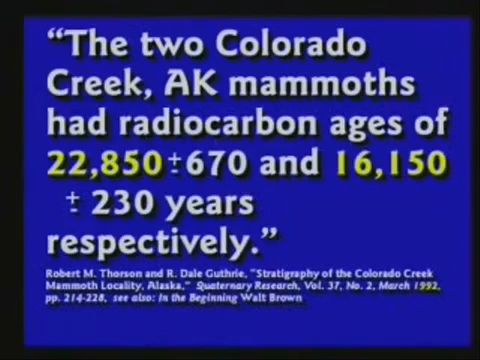 “The two Colorado
Creek, AK mammoths
had radiocarbon ages of
22,850 ±670 and 16,150
± 230 years
respectively.”
Robert M. Thorson and R. Dale Guthrie, "Stratigraphy of the Colorado Creek
Mammoth Locality, Alaska," Quaternary Research, Vol. 37, No. 2, March 1992,
pp. 214-228, see also: In the Beginning Walt Brown